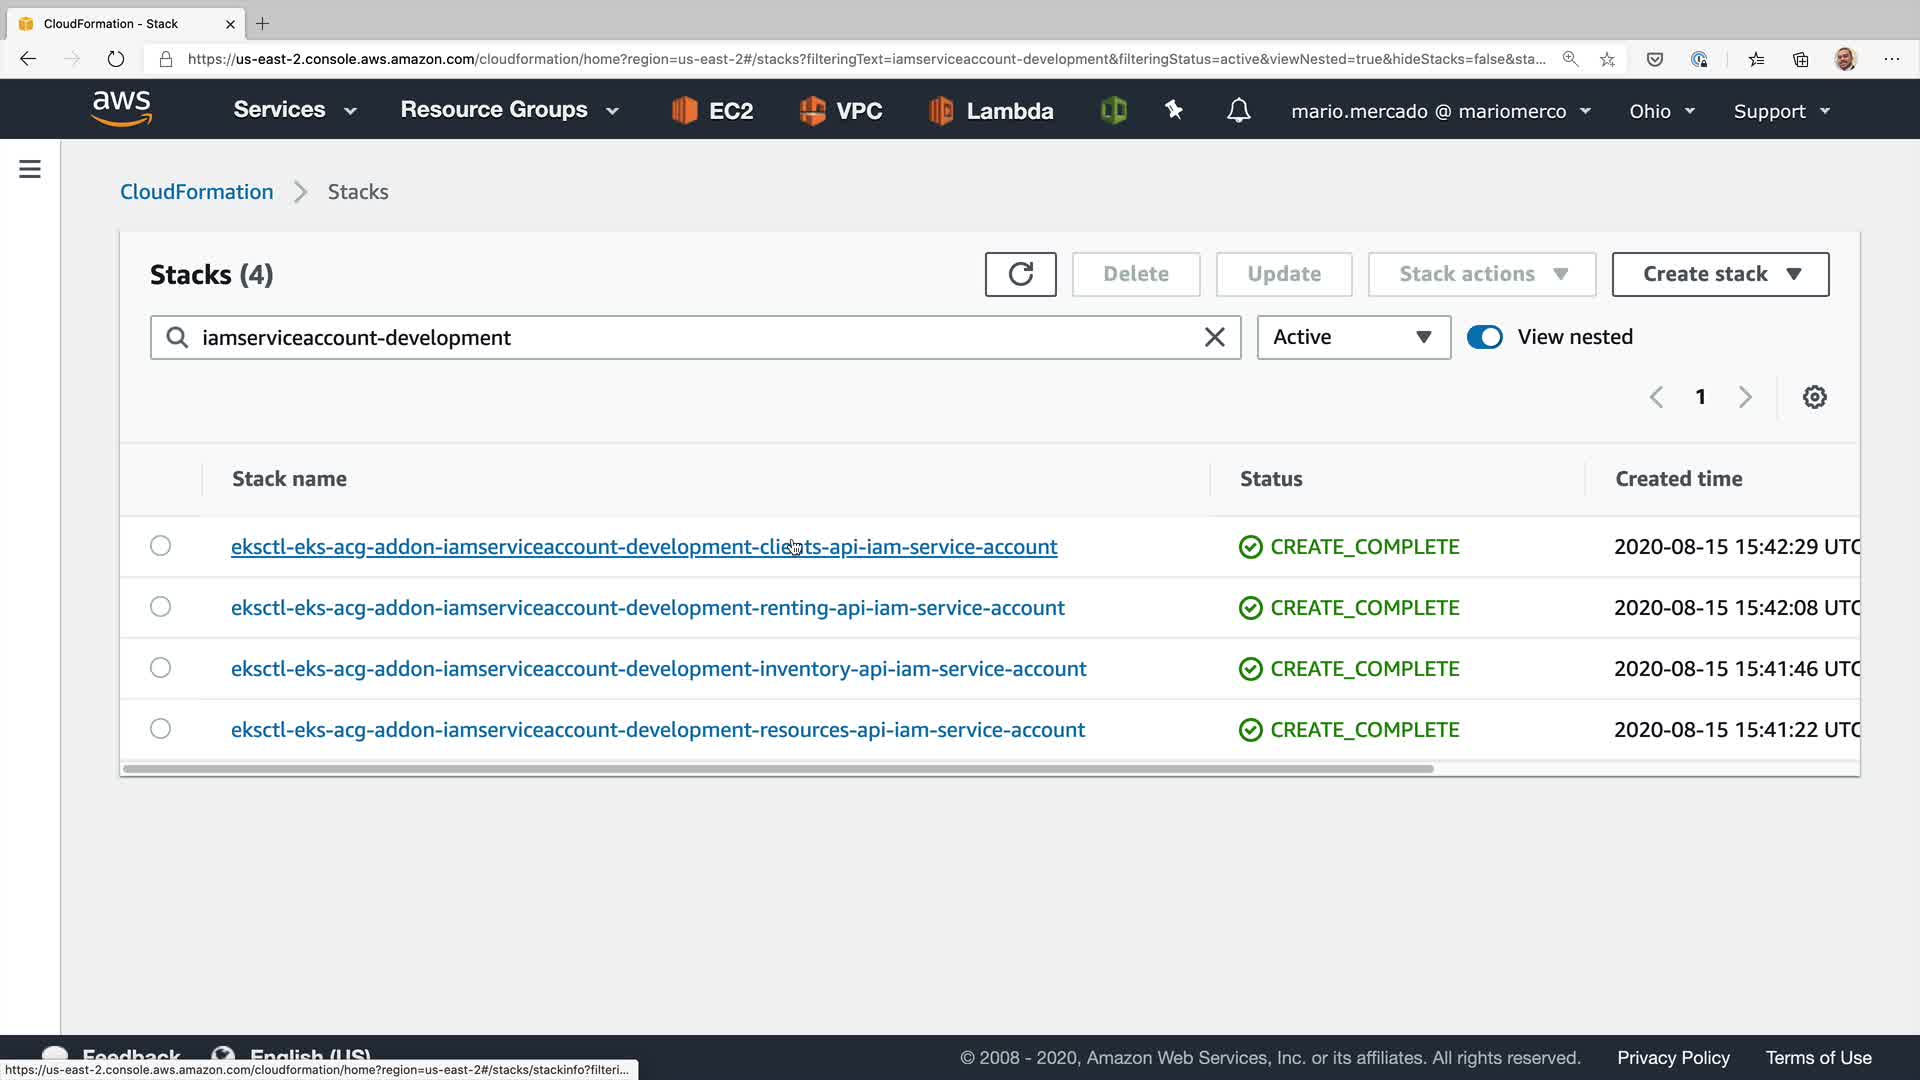 CloudFormation - Stack
https://us-east-2.console.aws.amazon.com/cloudformation/home?region=us-east-2#/stacks?filteringText=iamserviceaccount-development&filteringStatus=active&viewNested=true&hideStacks=false&sta...
aws Services Resource Groups EC2 VPC Lambda mario.mercado @ mariomerco Ohio Support
CloudFormation Stacks
Stacks (4) Delete Update Stack actions Create stack
iamserviceaccount-development Active View nested
1
Stack name Status Created time
eksctl-eks-acg-addon-iamserviceaccount-development-clients-api-iam-service-account CREATE_COMPLETE 2020-08-15 15:42:29 UTC
eksctl-eks-acg-addon-iamserviceaccount-development-renting-api-iam-service-account CREATE_COMPLETE 2020-08-15 15:42:08 UTC
eksctl-eks-acg-addon-iamserviceaccount-development-inventory-api-iam-service-account CREATE_COMPLETE 2020-08-15 15:41:46 UTC
eksctl-eks-acg-addon-iamserviceaccount-development-resources-api-iam-service-account CREATE_COMPLETE 2020-08-15 15:41:22 UTC
Feedback English (US) © 2008 - 2020, Amazon Web Services, Inc. or its affiliates. All rights reserved. Privacy Policy Terms of Use
https://us-east-2.console.aws.amazon.com/cloudformation/home?region=us-east-2#/stacks/stackinfo?filteri...